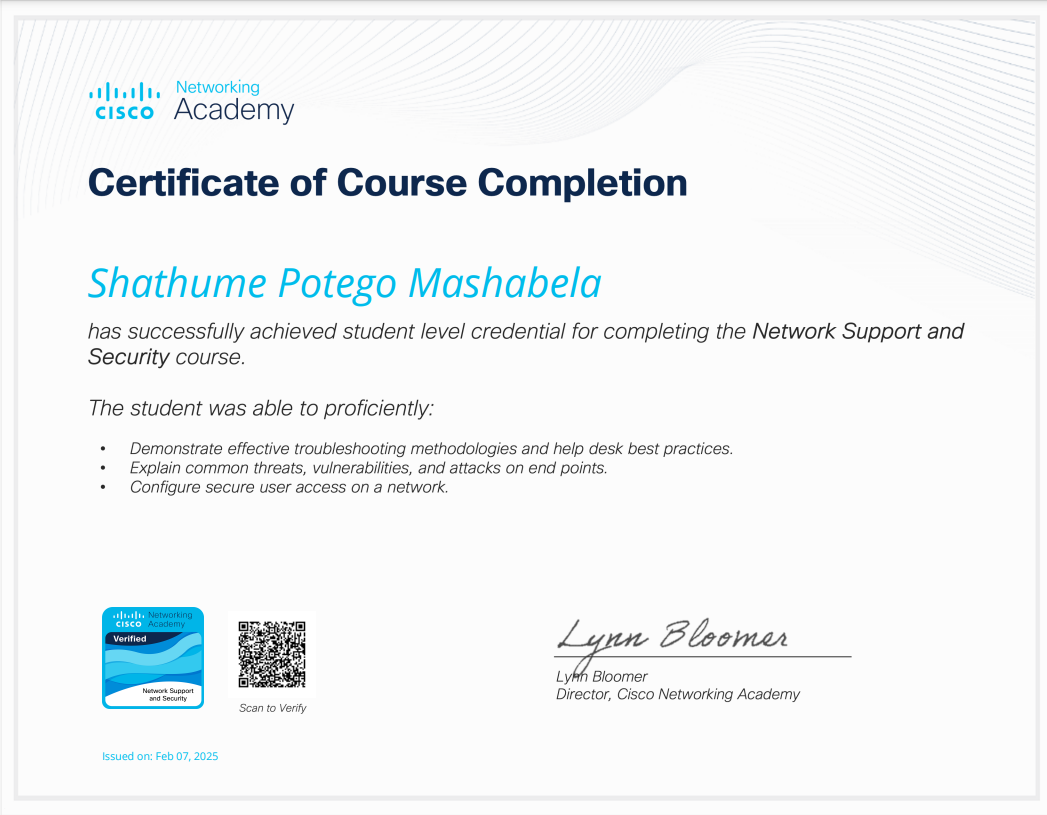 Networking
CISCO Academy
Certificate of Course Completion
Shathume Potego Mashabela
has successfully achieved student level credential for completing the Network Support and
Security course.
The student was able to proficiently:
• Demonstrate effective troubleshooting methodologies and help desk best practices.
• Explain common threats, vulnerabilities, and attacks on end points.
• Configure secure user access on a network.
Networking
CISCO Academy
Verified
Network Support
and Security
Scan to Verify
Lynn Bloomer
Lynn Bloomer
Director, Cisco Networking Academy
Issued on: Feb 07, 2025